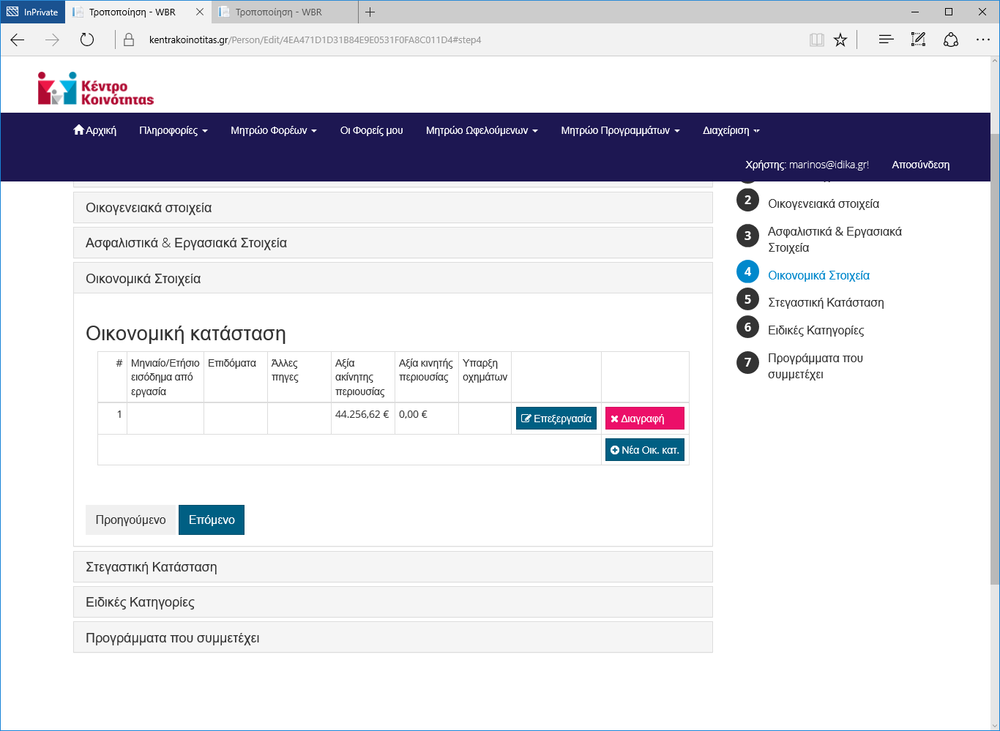 InPrivate
Τροποποίηση - WBR
Τροποποίηση - WBR
kentrakoinotitas.gr/Person/Edit/4EA471D1D31B84E9E0531F0FA8C011D4#step4
Κέντρο
Κοινότητας
Αρχική
Πληροφορίες
Μητρώο Φορέων
Οι Φορείς μου
Μητρώο Ωφελούμενων
Μητρώο Προγραμμάτων
Διαχείριση
Χρήστης: marinos@idika.gr!
Αποσύνδεση
Οικογενειακά στοιχεία
Ασφαλιστικά & Εργασιακά Στοιχεία
Οικονομικά Στοιχεία
Οικονομική κατάσταση
#
Μηνιαίο/Ετήσιο
εισόδημα από
εργασία
Επιδόματα
Άλλες
πηγες
Αξία
ακίνητης
περιουσίας
Αξία κινητής
περιουσίας
Υπαρξη
οχημάτων
1
44.256,62 €
0,00 €
Επεξεργασία
Διαγραφή
Νέα Οικ. κατ.
Προηγούμενο
Επόμενο
Στεγαστική Κατάσταση
Ειδικές Κατηγορίες
Προγράμματα που συμμετέχει
2 Οικογενειακά στοιχεία
3 Ασφαλιστικά & Εργασιακά
Στοιχεία
4 Οικονομικά Στοιχεία
5 Στεγαστική Κατάσταση
6 Ειδικές Κατηγορίες
7 Προγράμματα που
συμμετέχει